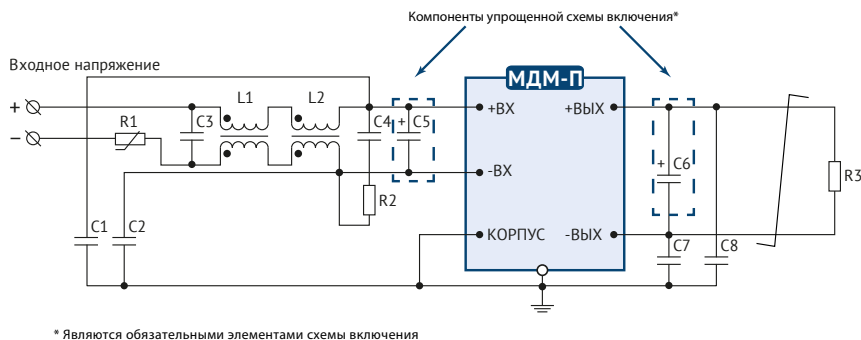 Компоненты упрощенной схемы включения*
МДМ-П
Входное напряжение
+
−
R1
C3
L1
L2
C4
+ C5
R2
C1
C2
+ВХ
-ВХ
КОРПУС
+ВЫХ
-ВЫХ
+ C6
C7
C8
R3
* Являются обязательными элементами схемы включения